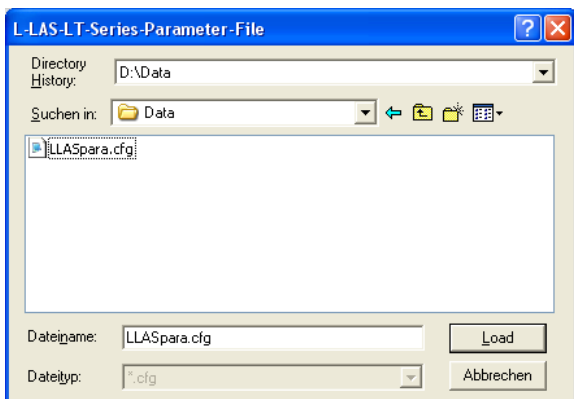 L-LAS-LT-Series-Parameter-File
Directory
History:
D:\Data
Suchen in:
Data
LLASpara.cfg
Dateiname:
LLASpara.cfg
Load
Dateityp:
*.cfg
Abbrechen